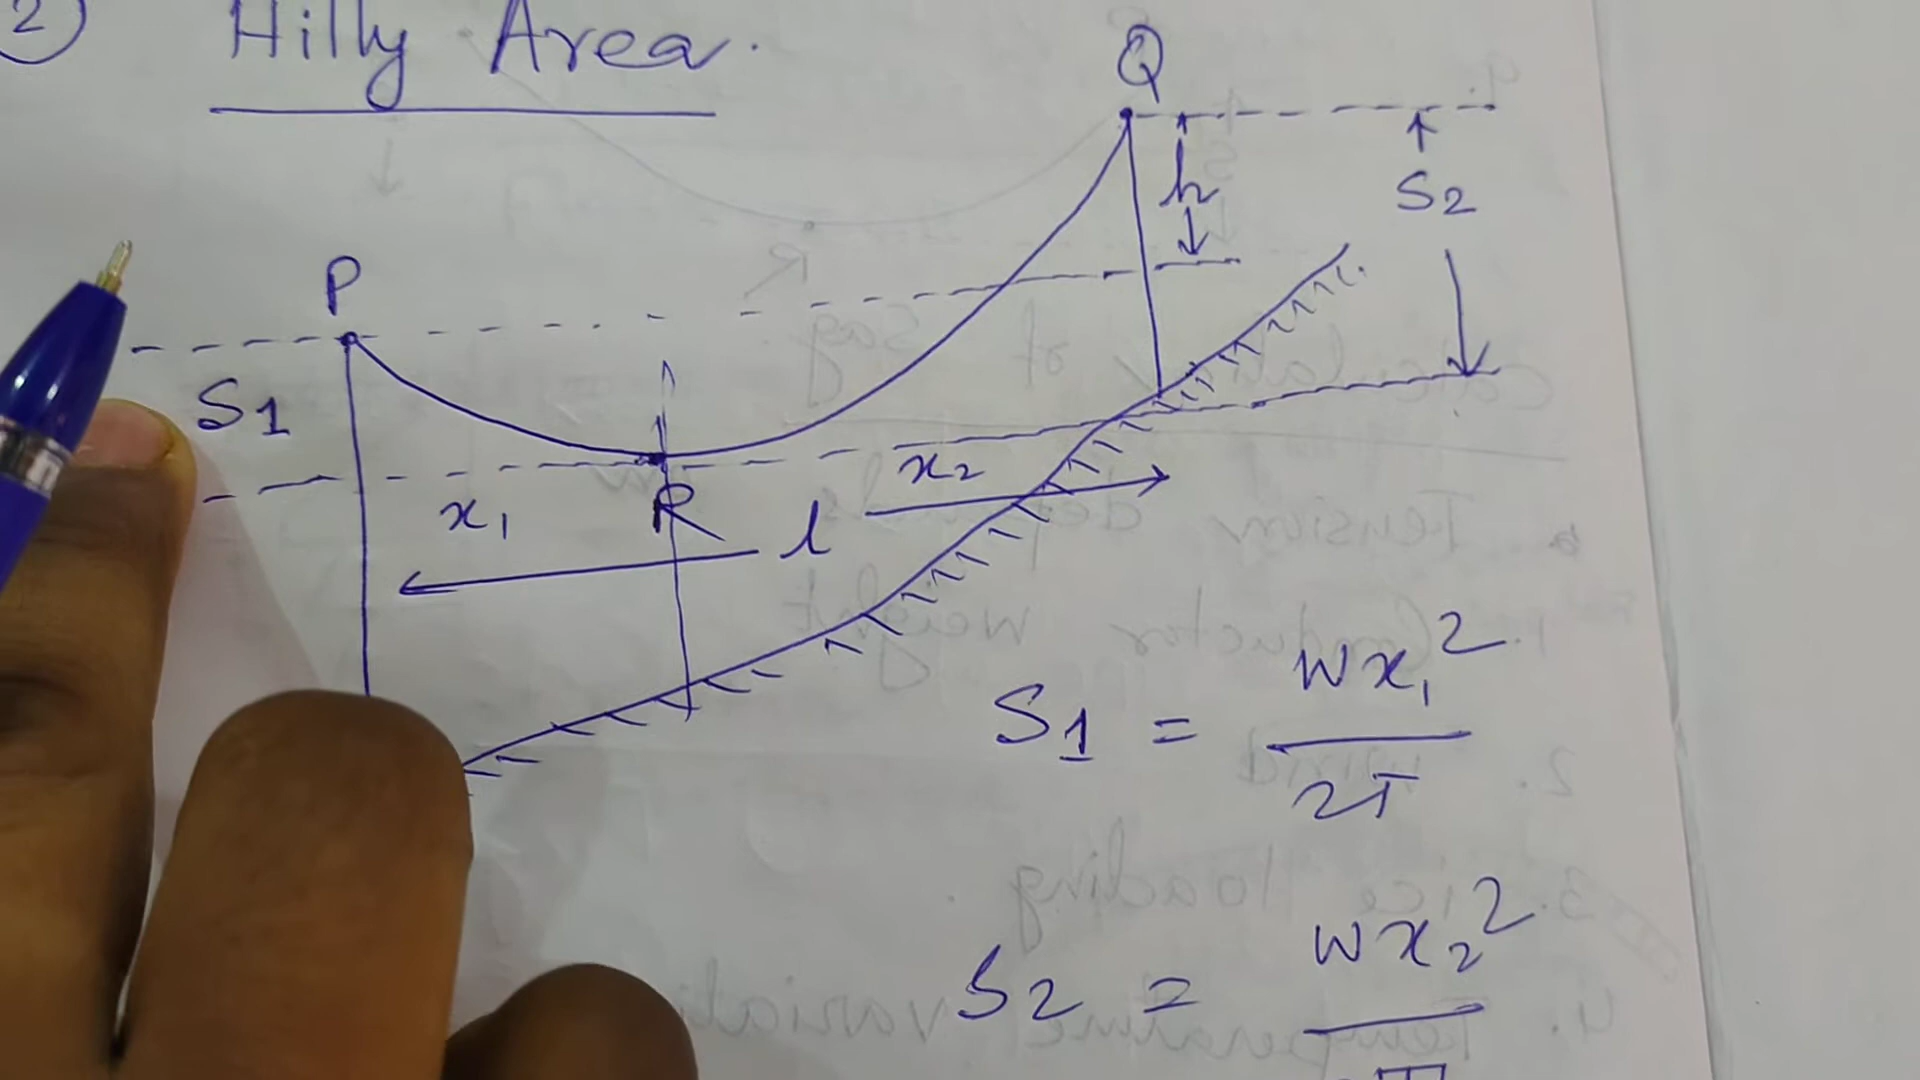 2 Hilly Area.
Q
h
S2
P
S1
x2
x1
R
l
S1 = wx1²
2T
S2 = wx2²